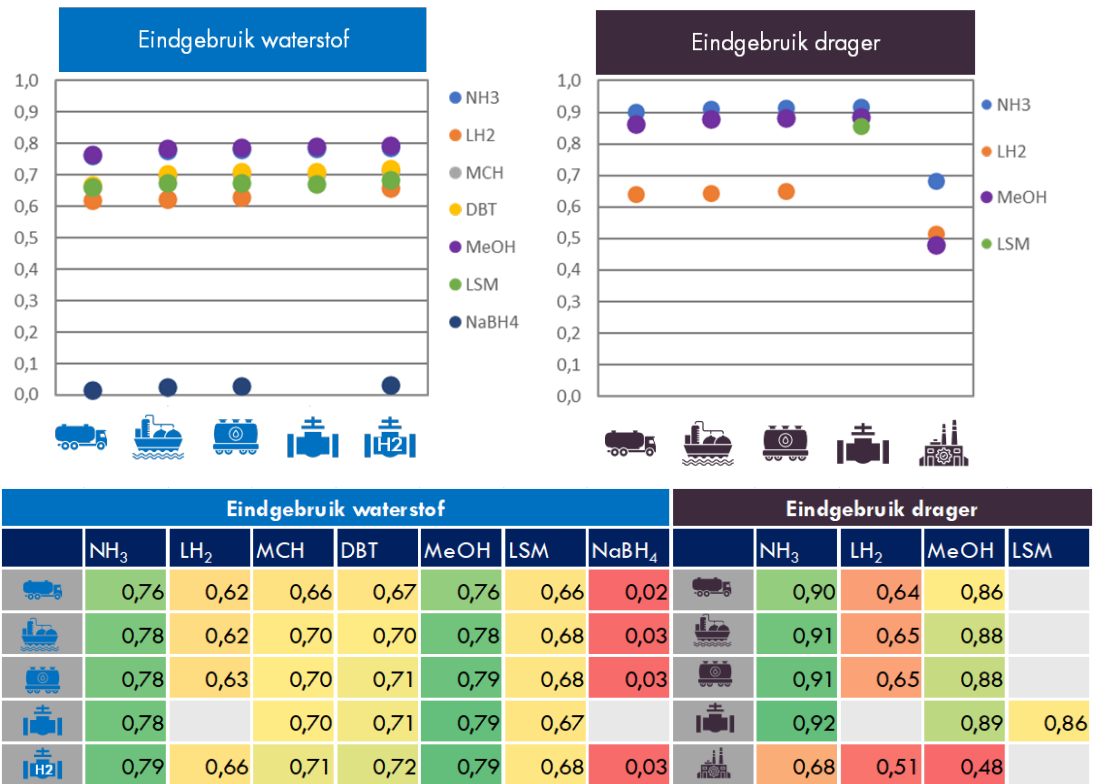 Eindgebruik waterstof
1,0
0,9
0,8
0,7
0,6
0,5
0,4
0,3
0,2
0,1
0,0
NH3
LH2
MCH
DBT
MeOH
LSM
NaBH4
H2
Eindgebruik drager
1,0
0,9
0,8
0,7
0,6
0,5
0,4
0,3
0,2
0,1
0,0
NH3
LH2
MeOH
LSM
Eindgebruik waterstof Eindgebruik drager
NH₃ LH₂ MCH DBT MeOH LSM NaBH₄ NH₃ LH₂ MeOH LSM
0,76 0,62 0,66 0,67 0,76 0,66 0,02 0,90 0,64 0,86
0,78 0,62 0,70 0,70 0,78 0,68 0,03 0,91 0,65 0,88
0,78 0,63 0,70 0,71 0,79 0,68 0,03 0,91 0,65 0,88
0,78 0,70 0,71 0,79 0,67 0,92 0,89 0,86
H2 0,79 0,66 0,71 0,72 0,79 0,68 0,03 0,68 0,51 0,48